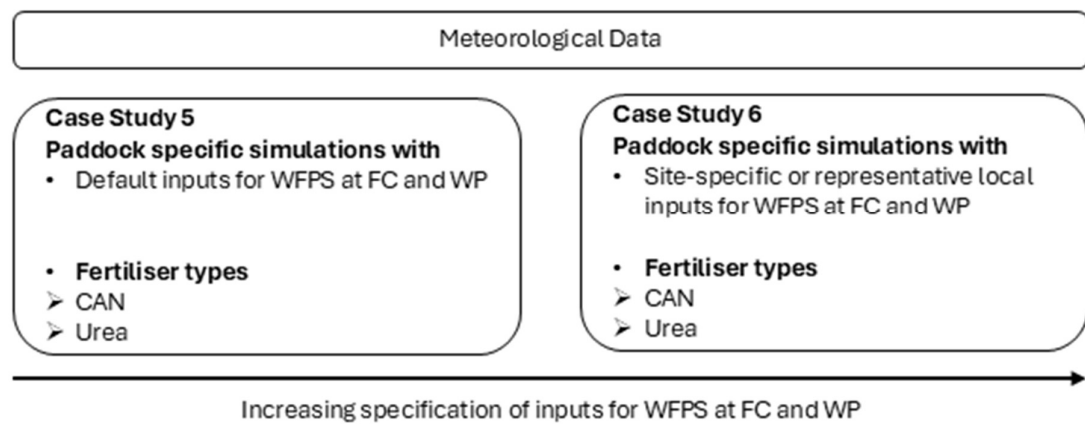 Meteorological Data
Case Study 5
Paddock specific simulations with
• Default inputs for WFPS at FC and WP
• Fertiliser types
➢ CAN
➢ Urea
Case Study 6
Paddock specific simulations with
• Site-specific or representative local
inputs for WFPS at FC and WP
• Fertiliser types
➢ CAN
➢ Urea
Increasing specification of inputs for WFPS at FC and WP